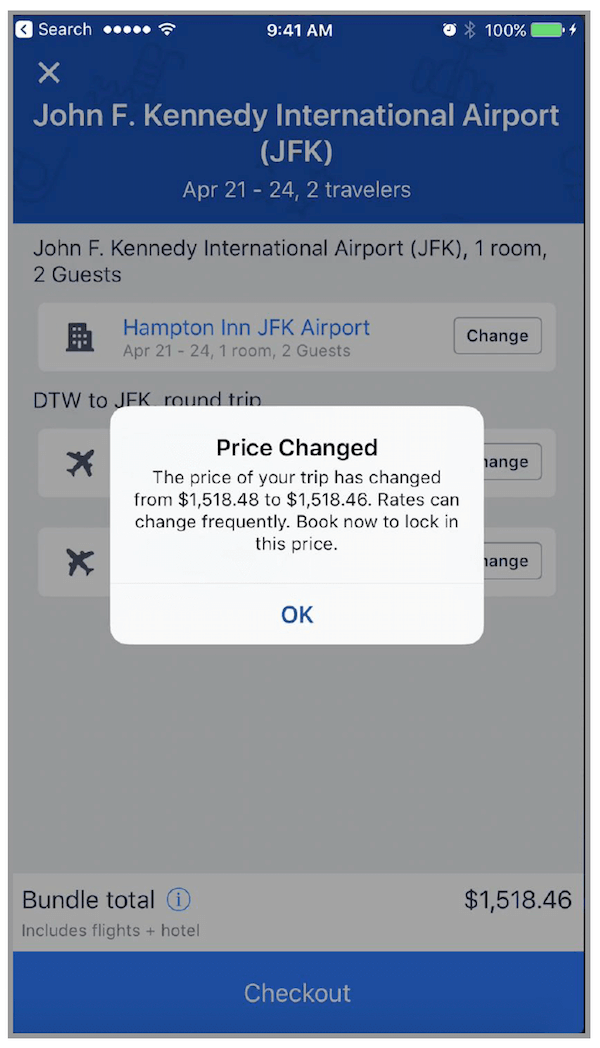 Search
9:41 AM
100%
John F. Kennedy International Airport
(JFK)
Apr 21 - 24, 2 travelers
John F. Kennedy International Airport (JFK), 1 room,
2 Guests
Hampton Inn JFK Airport
Apr 21 - 24, 1 room, 2 Guests
Change
DTW to JFK, round trip
hange
hange
Price Changed
The price of your trip has changed
from $1,518.48 to $1,518.46. Rates can
change frequently. Book now to lock in
this price.
OK
Bundle total
$1,518.46
Includes flights + hotel
Checkout